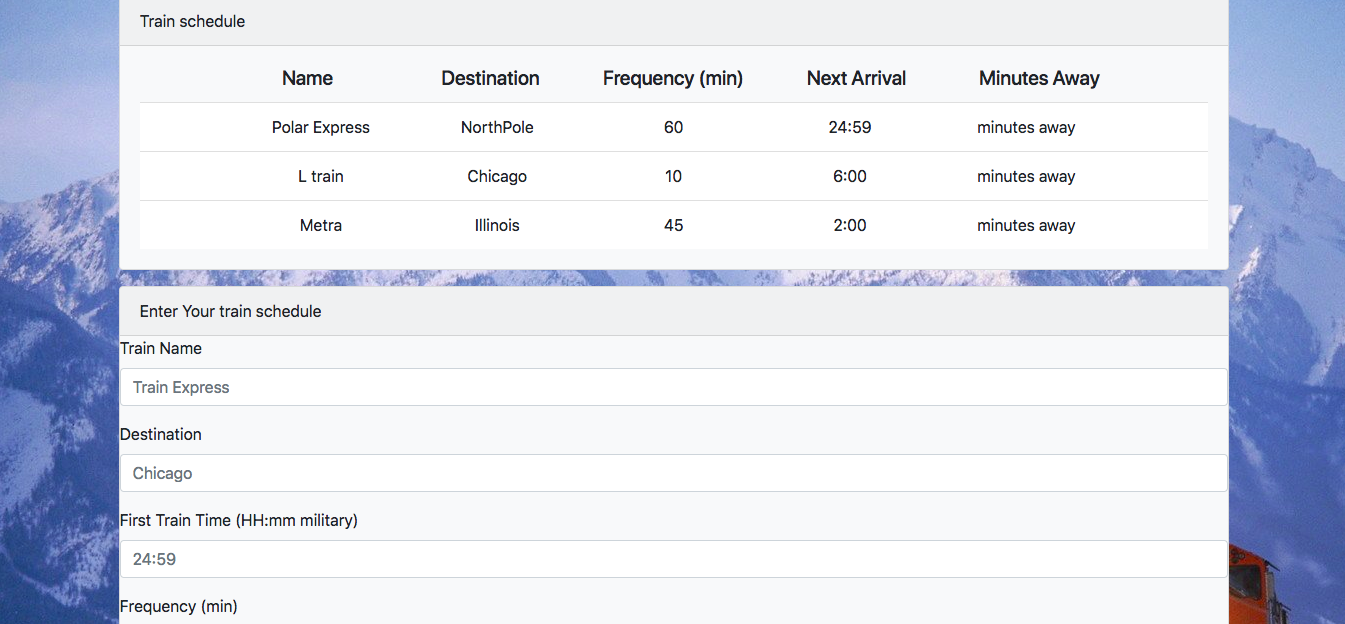 Train schedule
Name Destination Frequency (min) Next Arrival Minutes Away
Polar Express NorthPole 60 24:59 minutes away
L train Chicago 10 6:00 minutes away
Metra Illinois 45 2:00 minutes away
Enter Your train schedule
Train Name
Train Express
Destination
Chicago
First Train Time (HH:mm military)
24:59
Frequency (min)